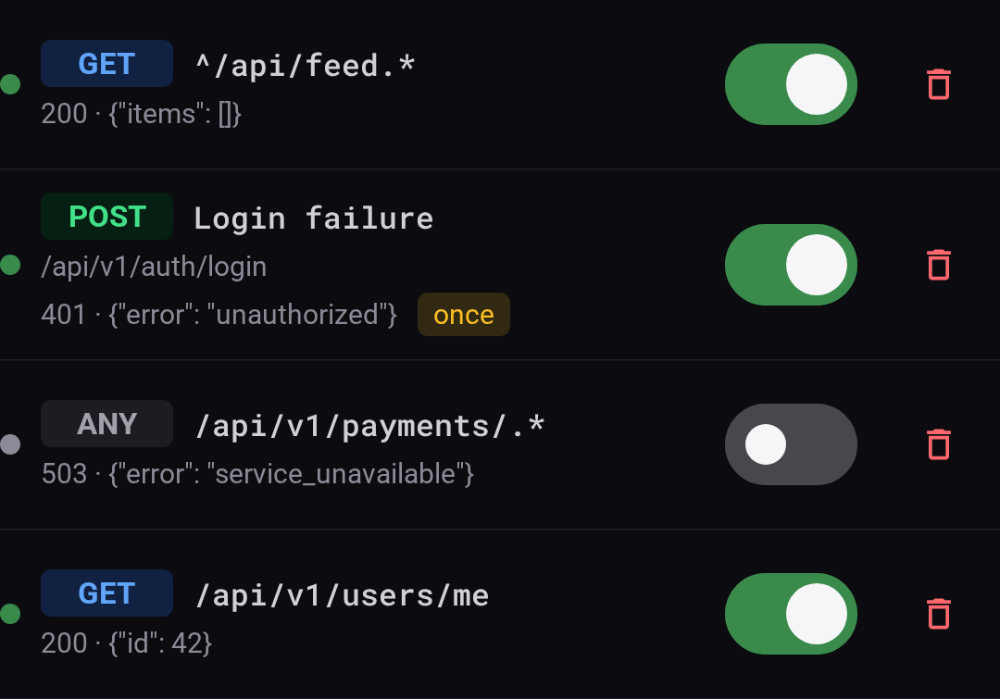 GET ^/api/feed.*
200 · {"items": []}
POST Login failure
/api/v1/auth/login
401 · {"error": "unauthorized"} once
ANY /api/v1/payments/.*
503 · {"error": "service_unavailable"}
GET /api/v1/users/me
200 · {"id": 42}